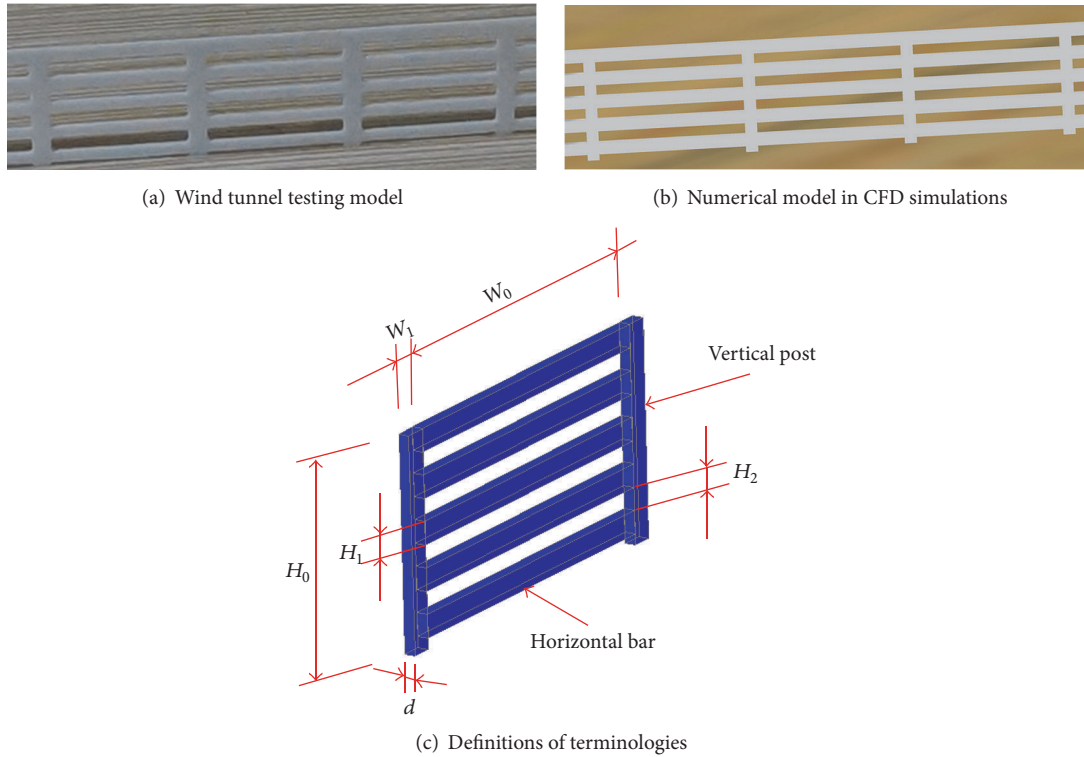 (a) Wind tunnel testing model
(b) Numerical model in CFD simulations
W₁
W₀
Vertical post
H₂
H₁
H₀
Horizontal bar
d
(c) Definitions of terminologies